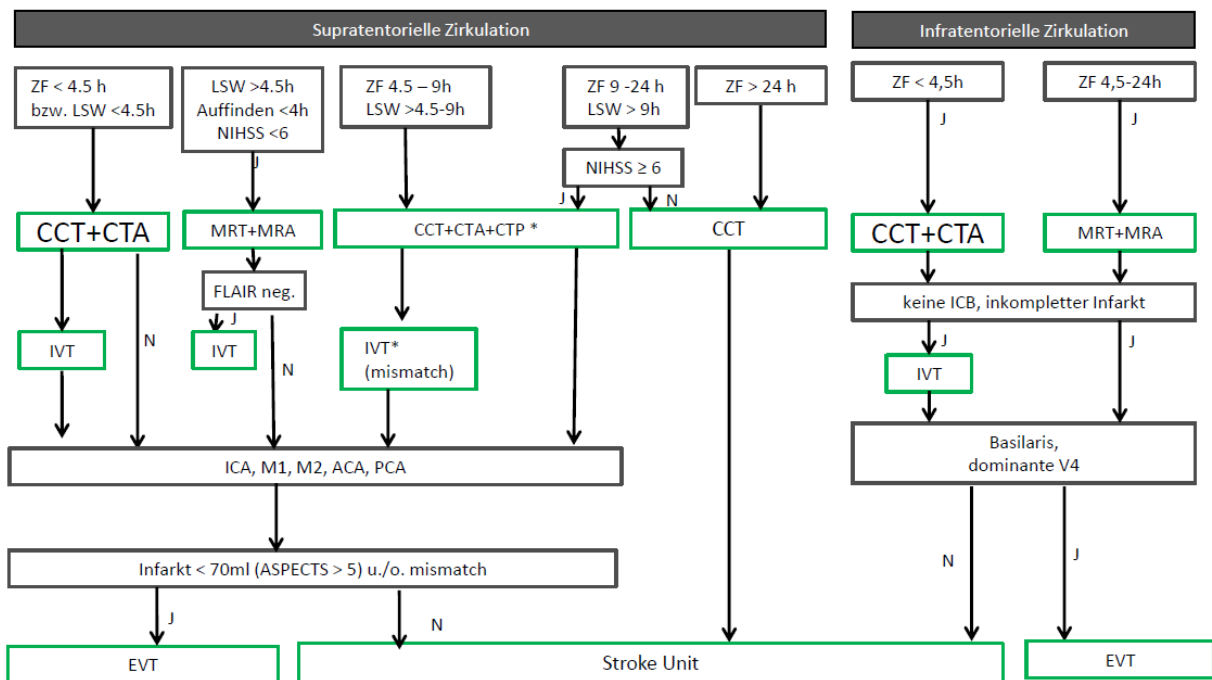 Supratentorielle Zirkulation
Infratentorielle Zirkulation
ZF < 4.5 h
bzw. LSW <4.5h
LSW >4.5h
Auffinden <4h
NIHSS <6
ZF 4.5 – 9h
LSW >4.5-9h
ZF 9 -24 h
LSW > 9h
ZF > 24 h
ZF < 4,5h
ZF 4,5-24h
J
J
J
NIHSS ≥ 6
J
N
CCT+CTA
MRT+MRA
CCT+CTA+CTP *
CCT
CCT+CTA
MRT+MRA
FLAIR neg.
keine ICB, inkompletter Infarkt
J
N
N
J
J
IVT
IVT
IVT*
(mismatch)
IVT
ICA, M1, M2, ACA, PCA
Basilaris,
dominante V4
Infarkt < 70ml (ASPECTS > 5) u./o. mismatch
J
N
N
J
EVT
Stroke Unit
EVT